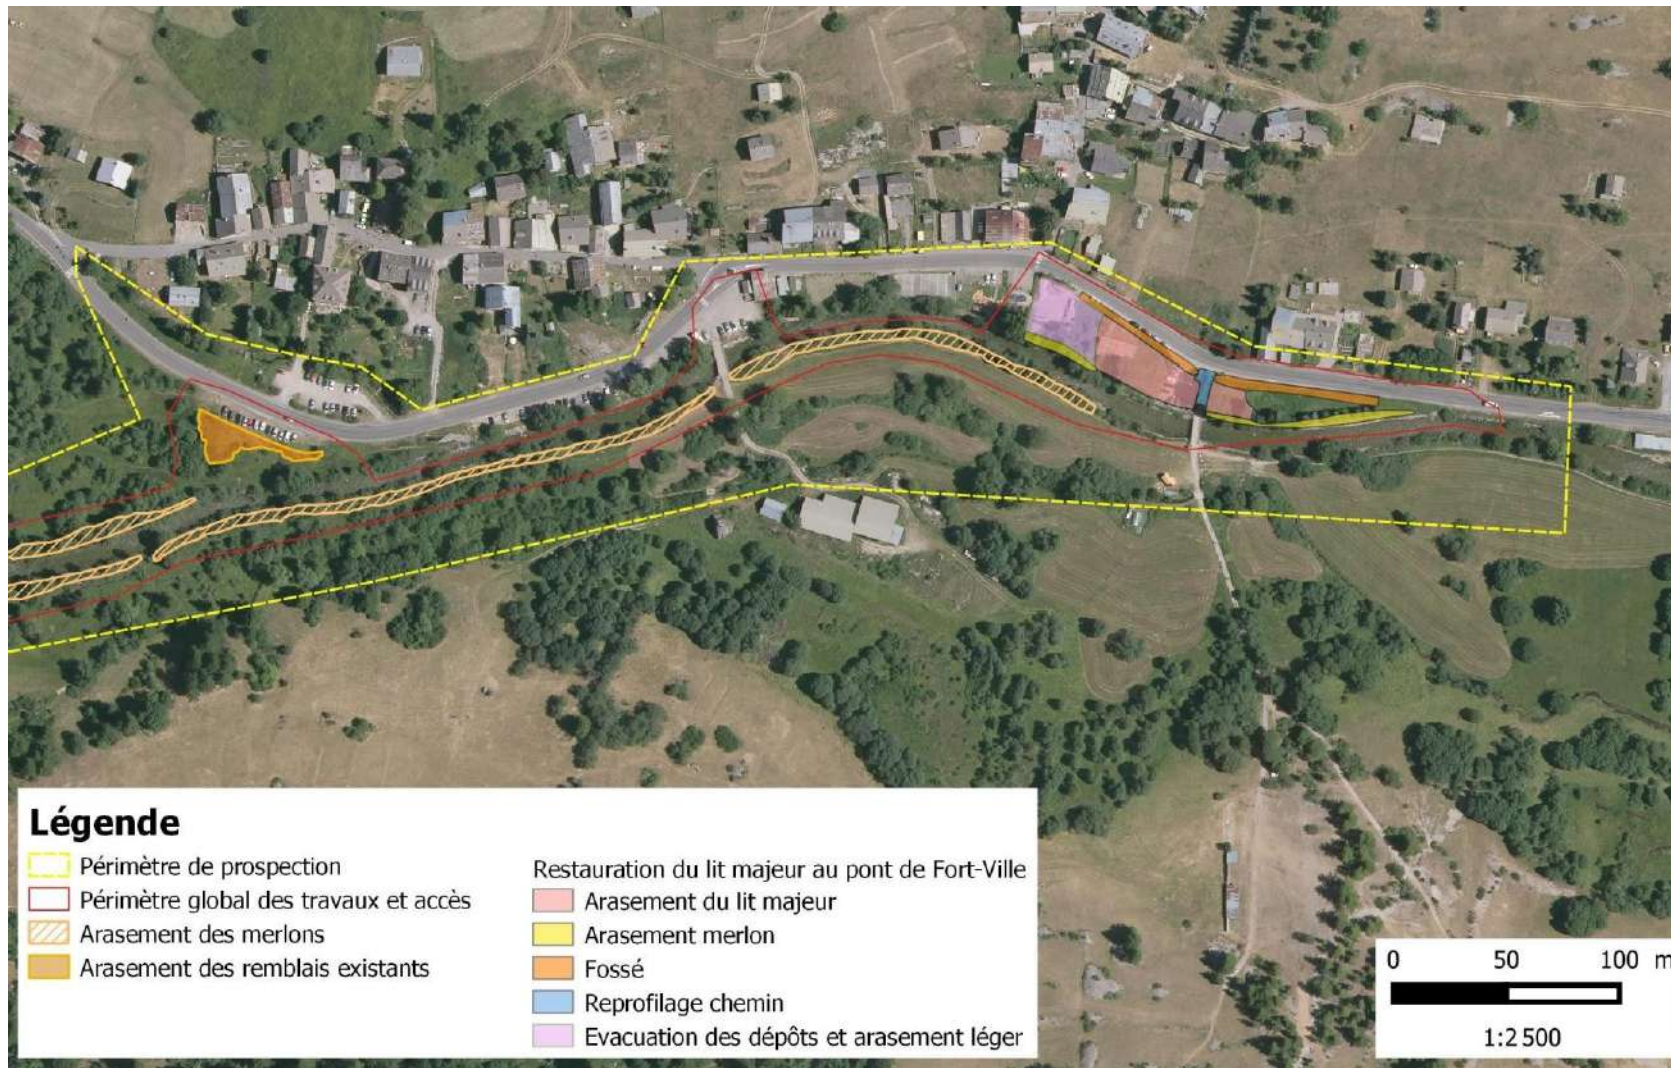 Légende
Périmètre de prospection
Périmètre global des travaux et accès
Arasement des merlons
Arasement des remblais existants
Restauration du lit majeur au pont de Fort-Ville
Arasement du lit majeur
Arasement merlon
Fossé
Reprofilage chemin
Evacuation des dépôts et arasement léger
0 50 100 m
1:2 500